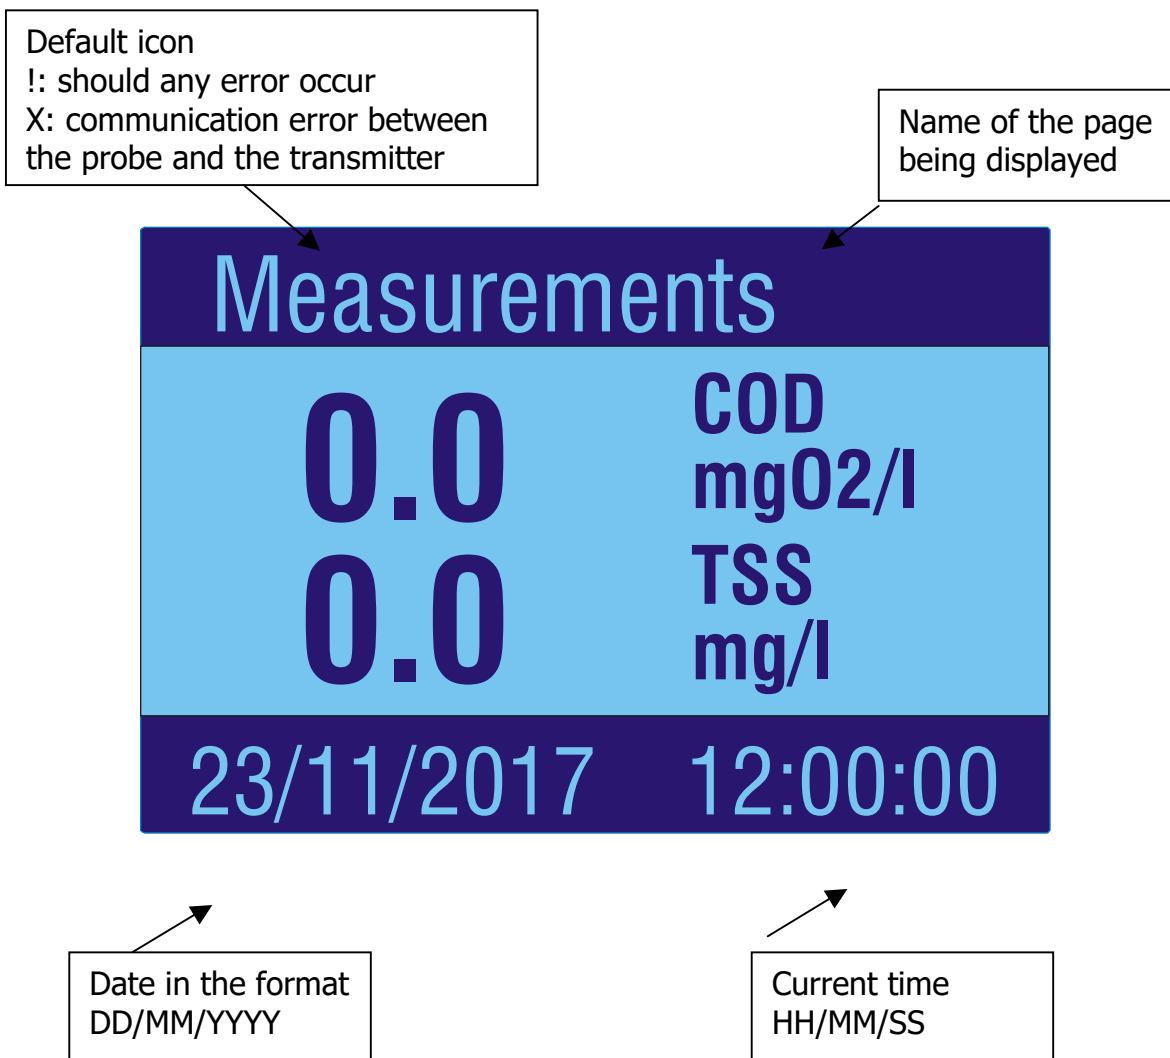 Default icon
!: should any error occur
X: communication error between
the probe and the transmitter
Name of the page
being displayed
Measurements
0.0
COD
mgO2/l
0.0
TSS
mg/l
23/11/2017 12:00:00
Date in the format
DD/MM/YYYY
Current time
HH/MM/SS